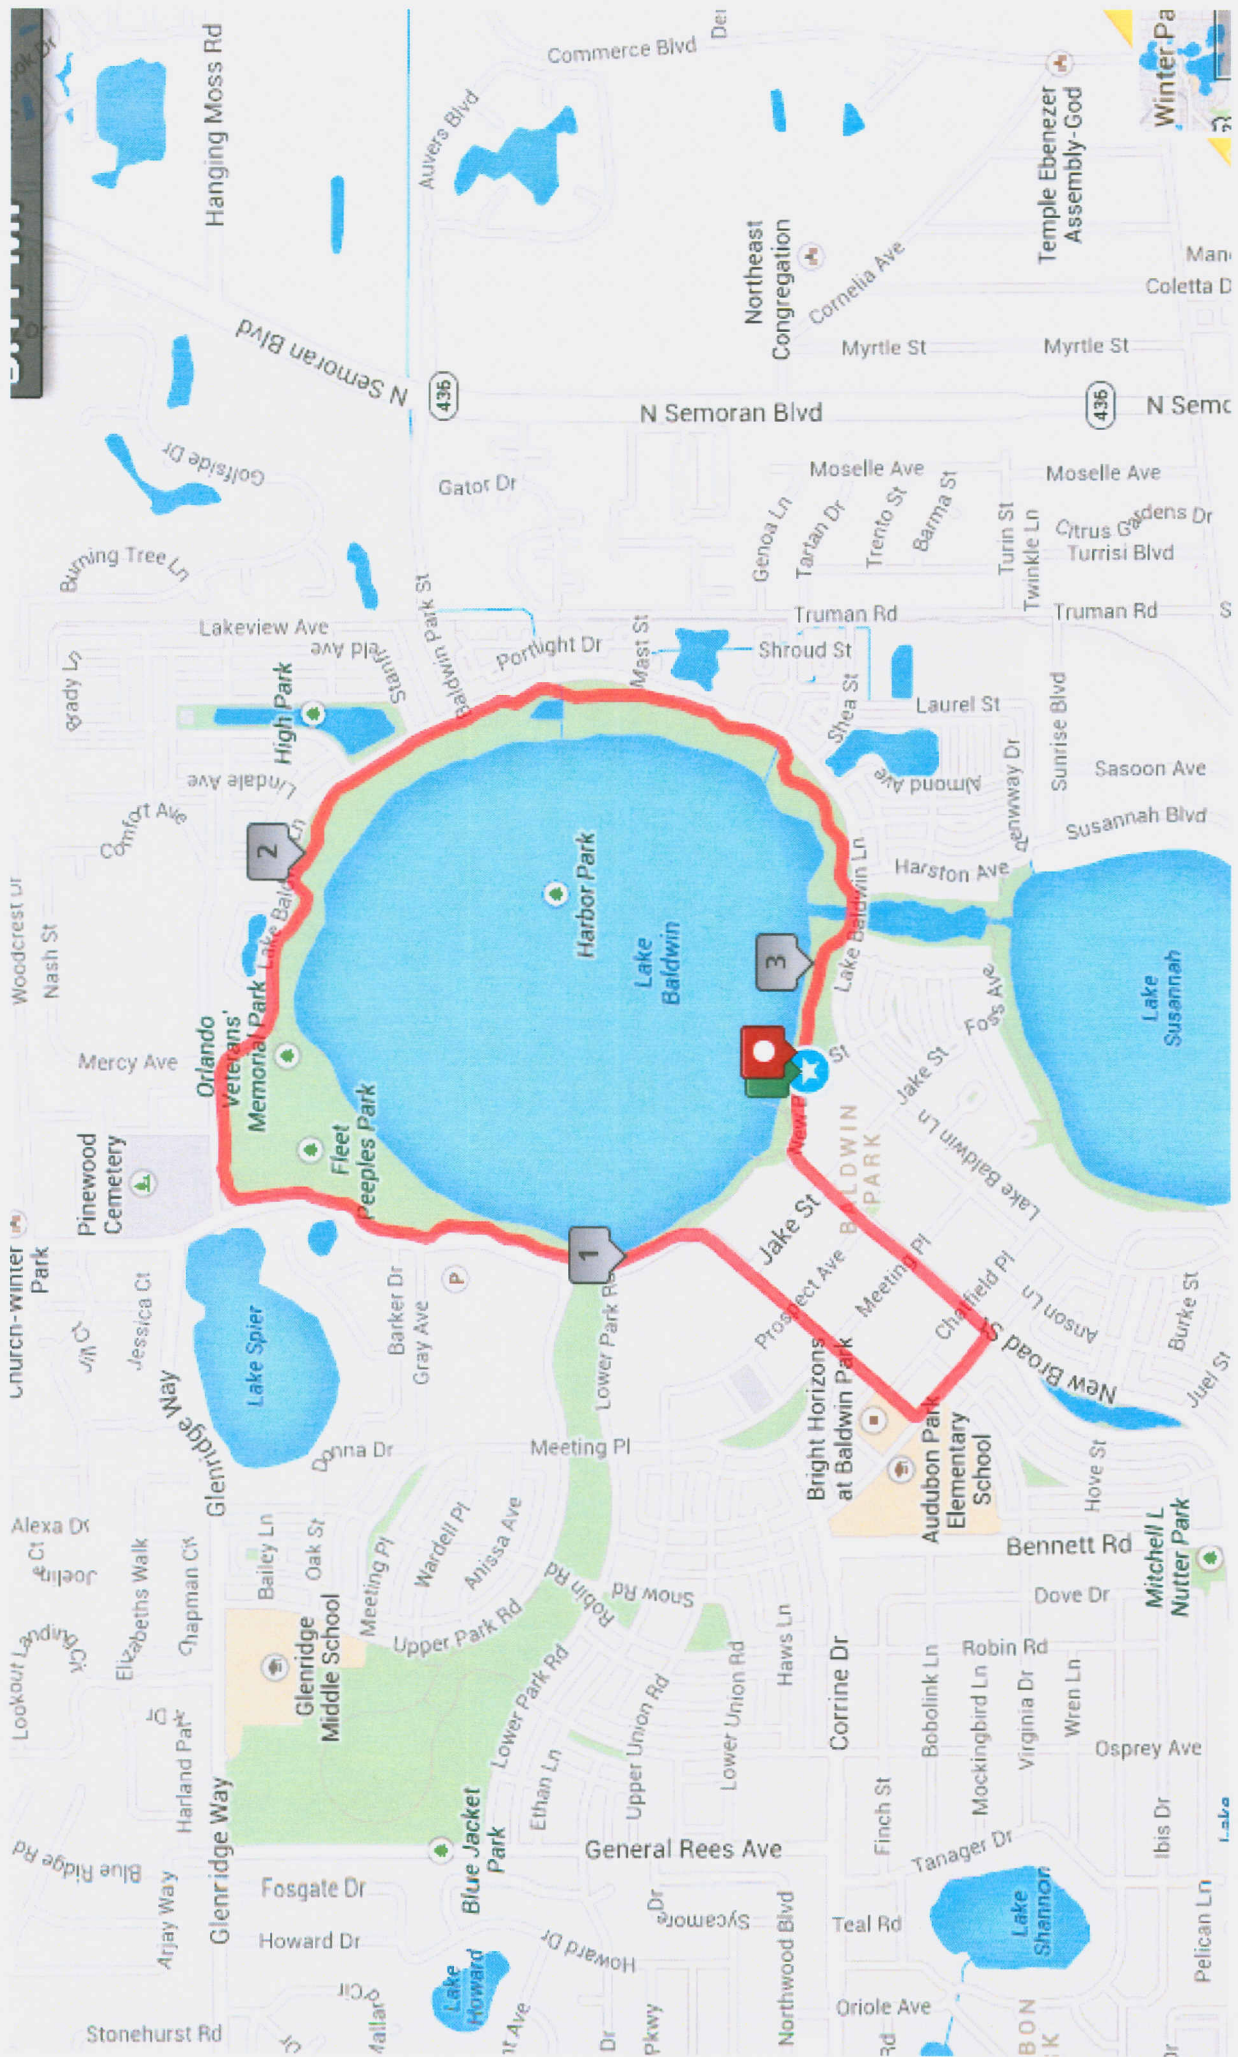 Hanging Moss Rd
Commerce Blvd
Auvers Blvd
N Semoran Blvd
436
N Semoran Blvd
436
Northeast
Congregation
Cornelia Ave
Temple Ebenezer
Assembly-God
Winter Pa
Coletta D
Myrtle St
Myrtle St
Golfside Dr
Gator Dr
Moselle Ave
Moselle Ave
Genoa Ln
Tartan Dr
Trento St
Barma St
Turin St
Twinkle Ln
Citrus Gardens Dr
Turrisi Blvd
Burning Tree Ln
Lakeview Ave
Baldwin Park St
Portlight Dr
Mast St
Truman Rd
Truman Rd
Shroud St
Shea St
Laurel St
Sunrise Blvd
Sasoon Ave
Susannah Blvd
Almond Ave
Harston Ave
High Park
Lindale Ave
Comfort Ave
2
Woodcrest Dr
Nash St
Mercy Ave
Orlando
Veterans'
Memorial Park
Fleet
Peeples Park
Harbor Park
Lake
Baldwin
3
Lake Baldwin Ln
Foss Ave
Jake St
Lake Baldwin Ln
Lake
Susannah
BALDWIN
PARK
Pinewood
Cemetery
Park
Jessica Ct
Lake Spier
Barker Dr
Gray Ave
P
1
Lower Park Rd
Jake St
Prospect Ave
Meeting Pl
Chatfield Pl
Anson Ln
New Broad St
Burke St
Juel St
Bright Horizons
at Baldwin Park
Audubon Park
Elementary
School
Hove St
Glenridge Way
Donna Dr
Meeting Pl
Alexa Dr
Elizabeths Walk
Chapman Cir
Bailey Ln
Oak St
Meeting Pl
Wardell Pl
Anissa Ave
Robin Rd
Snow Rd
Bennett Rd
Dove Dr
Mitchell L
Nutter Park
Glenridge
Middle School
Upper Park Rd
Lower Park Rd
Upper Union Rd
Lower Union Rd
Haws Ln
Corrine Dr
Robin Rd
Bobolink Ln
Mockingbird Ln
Virginia Dr
Wren Ln
Osprey Ave
Harland Park Dr
Glenridge Way
Blue Ridge Rd
Arjay Way
Blue Jacket
Park
Ethan Ln
General Rees Ave
Finch St
Tanager Dr
Ibis Dr
Lake
Fosgate Dr
Howard Dr
Howard Dr
Sycamore Dr
Northwood Blvd
Teal Rd
Lake
Shannon
Pelican Ln
Lake
Howard
Oriole Ave
Stonehurst Rd
Dr
Pkwy